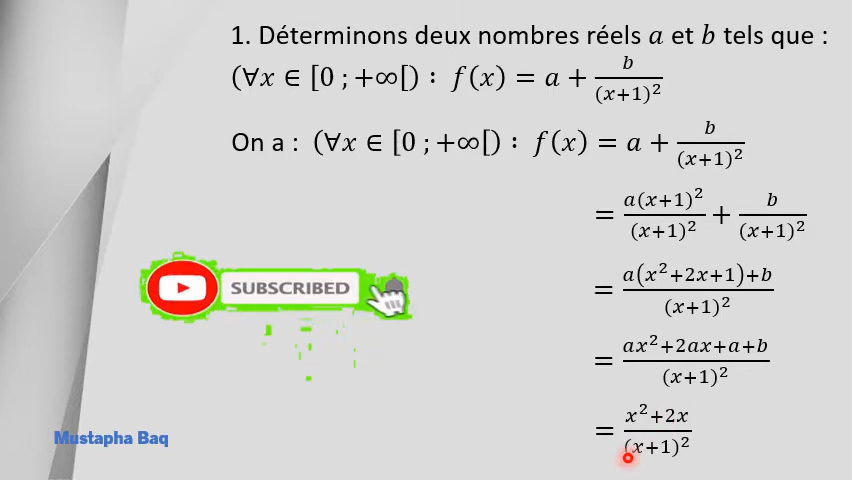 1. Déterminons deux nombres réels a et b tels que :
(∀x ∈ [0 ; +∞[) : f(x) = a + b/(x+1)²
On a : (∀x ∈ [0 ; +∞[) : f(x) = a + b/(x+1)²
= a(x+1)²/(x+1)² + b/(x+1)²
= a(x²+2x+1)+b/(x+1)²
= ax²+2ax+a+b/(x+1)²
= x²+2x/(x+1)²
SUBSCRIBED
Mustapha Baq